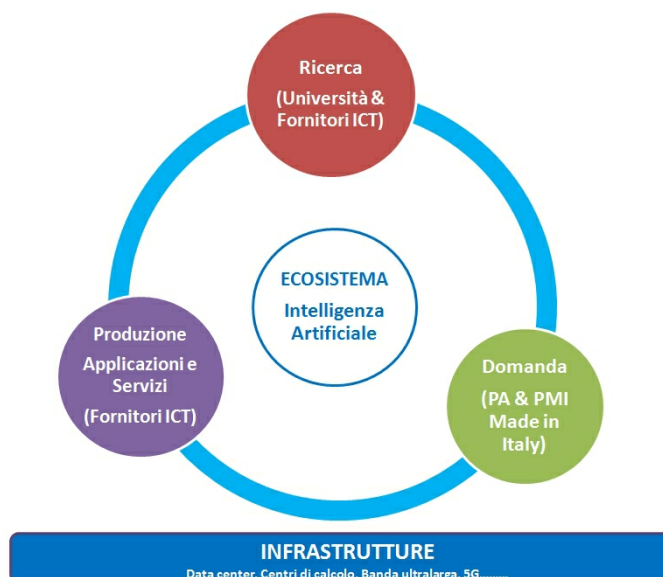 Ricerca
(Università &
Fornitori ICT)
ECOSISTEMA
Intelligenza
Artificiale
Produzione
Applicazioni e
Servizi
(Fornitori ICT)
Domanda
(PA & PMI
Made in
Italy)
INFRASTRUTTURE
Data center, Centri di calcolo, Banda ultralarga, 5G........